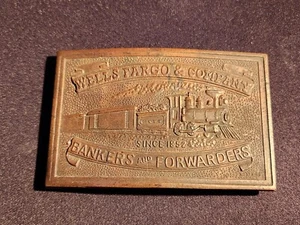 WELLS FARGO & COMPANY
SINCE 1852
BANKERS AND FORWARDERS